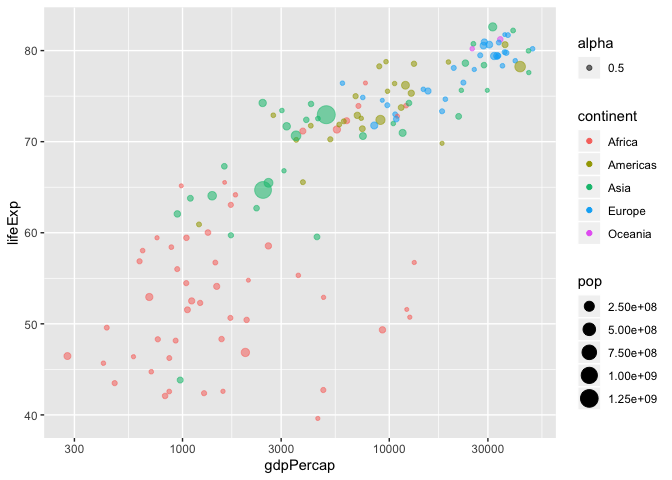 80
70
60
50
40
lifeExp
300
1000
3000
10000
30000
gdpPercap
alpha
0.5
continent
Africa
Americas
Asia
Europe
Oceania
pop
2.50e+08
5.00e+08
7.50e+08
1.00e+09
1.25e+09